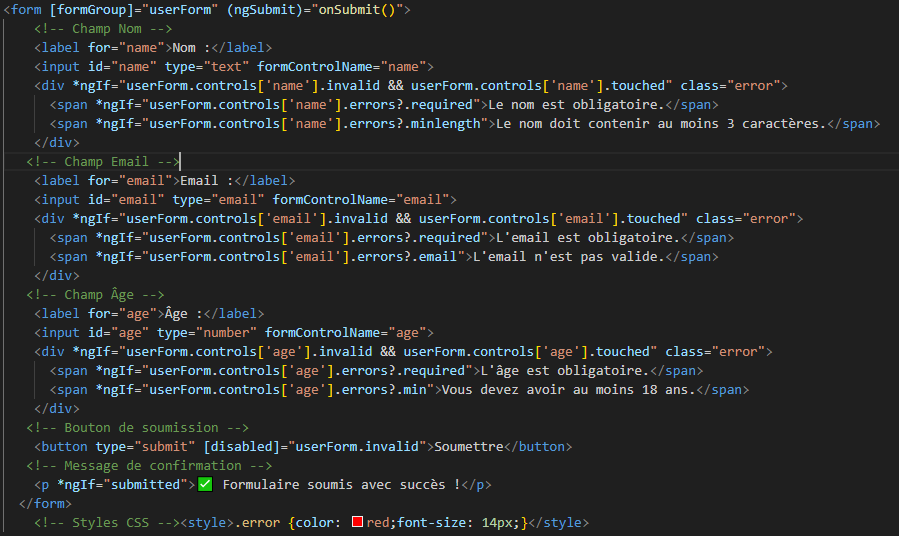 <form [formGroup]="userForm" (ngSubmit)="onSubmit()">
<!-- Champ Nom -->
<label for="name">Nom :</label>
<input id="name" type="text" formControlName="name">
<div *ngIf="userForm.controls['name'].invalid && userForm.controls['name'].touched" class="error">
<span *ngIf="userForm.controls['name'].errors?.required">Le nom est obligatoire.</span>
<span *ngIf="userForm.controls['name'].errors?.minlength">Le nom doit contenir au moins 3 caractères.</span>
</div>
<!-- Champ Email -->
<label for="email">Email :</label>
<input id="email" type="email" formControlName="email">
<div *ngIf="userForm.controls['email'].invalid && userForm.controls['email'].touched" class="error">
<span *ngIf="userForm.controls['email'].errors?.required">L'email est obligatoire.</span>
<span *ngIf="userForm.controls['email'].errors?.email">L'email n'est pas valide.</span>
</div>
<!-- Champ Âge -->
<label for="age">Âge :</label>
<input id="age" type="number" formControlName="age">
<div *ngIf="userForm.controls['age'].invalid && userForm.controls['age'].touched" class="error">
<span *ngIf="userForm.controls['age'].errors?.required">L'âge est obligatoire.</span>
<span *ngIf="userForm.controls['age'].errors?.min">Vous devez avoir au moins 18 ans.</span>
</div>
<!-- Bouton de soumission -->
<button type="submit" [disabled]="userForm.invalid">Soumettre</button>
<!-- Message de confirmation -->
<p *ngIf="submitted">✅ Formulaire soumis avec succès !</p>
</form>
<!-- Styles CSS --><style>.error {color: red;font-size: 14px;}</style>